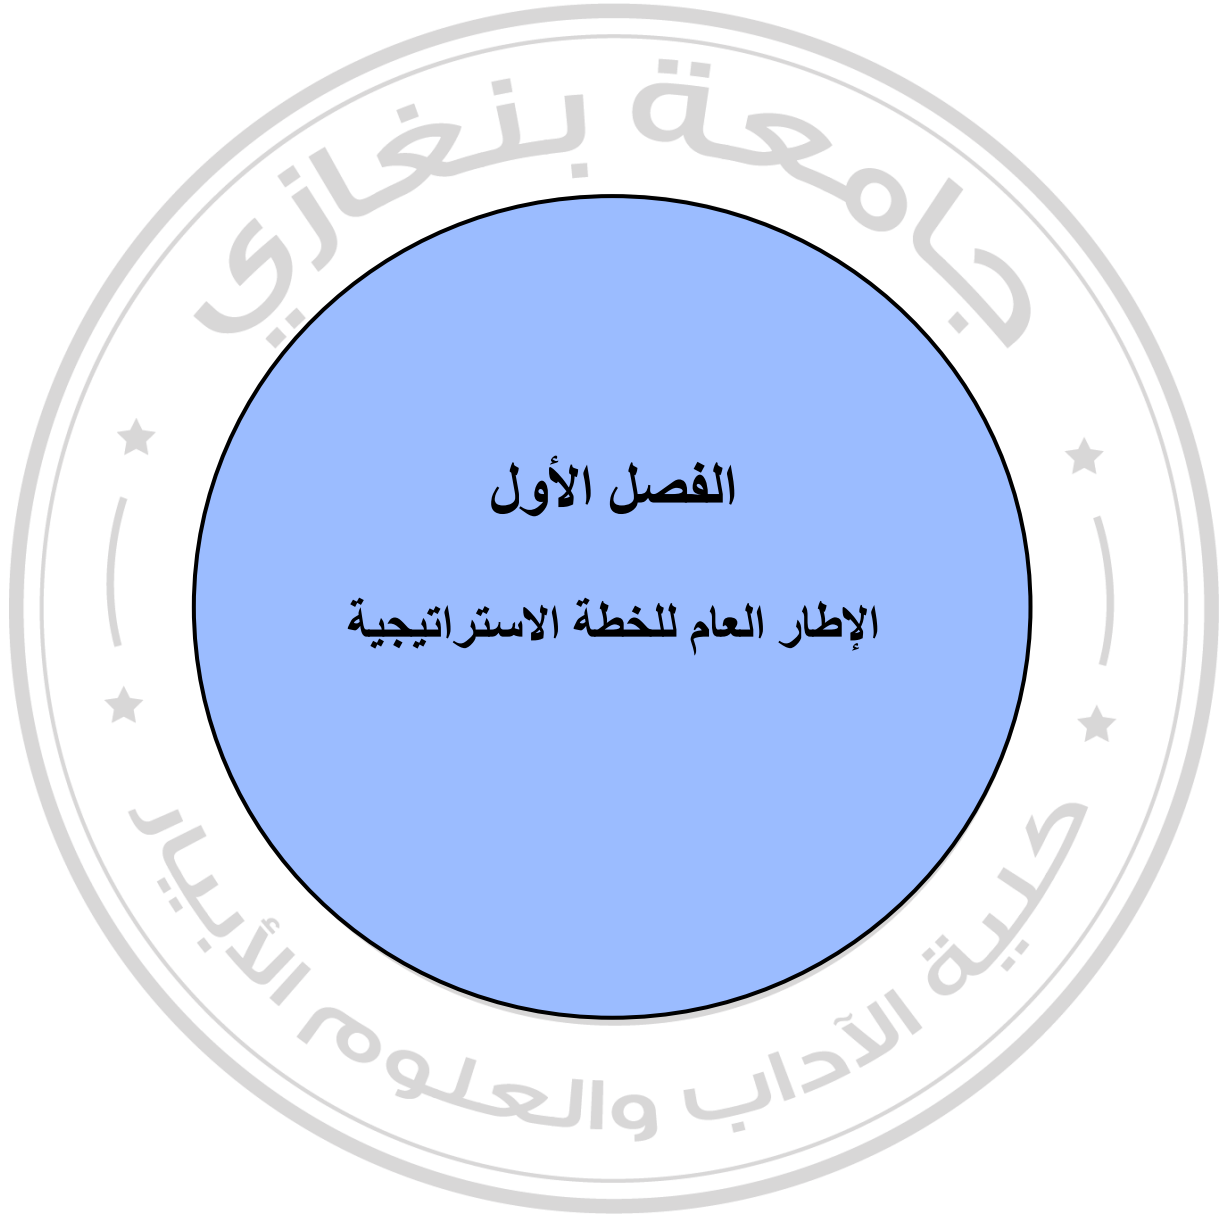 جامعة بنغازي
الفصل الأول
الإطار العام للخطة الاستراتيجية
كلية الآداب والعلوم الأبيار